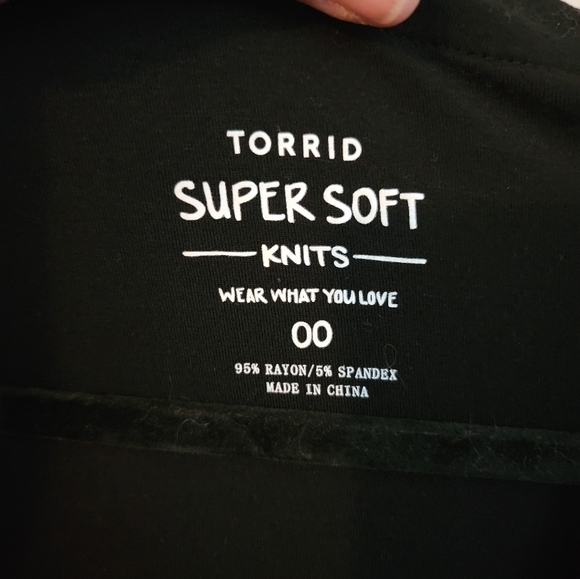 TORRID
SUPER SOFT
KNITS
WEAR WHAT YOU LOVE
00
95% RAYON/5% SPANDEX
MADE IN CHINA